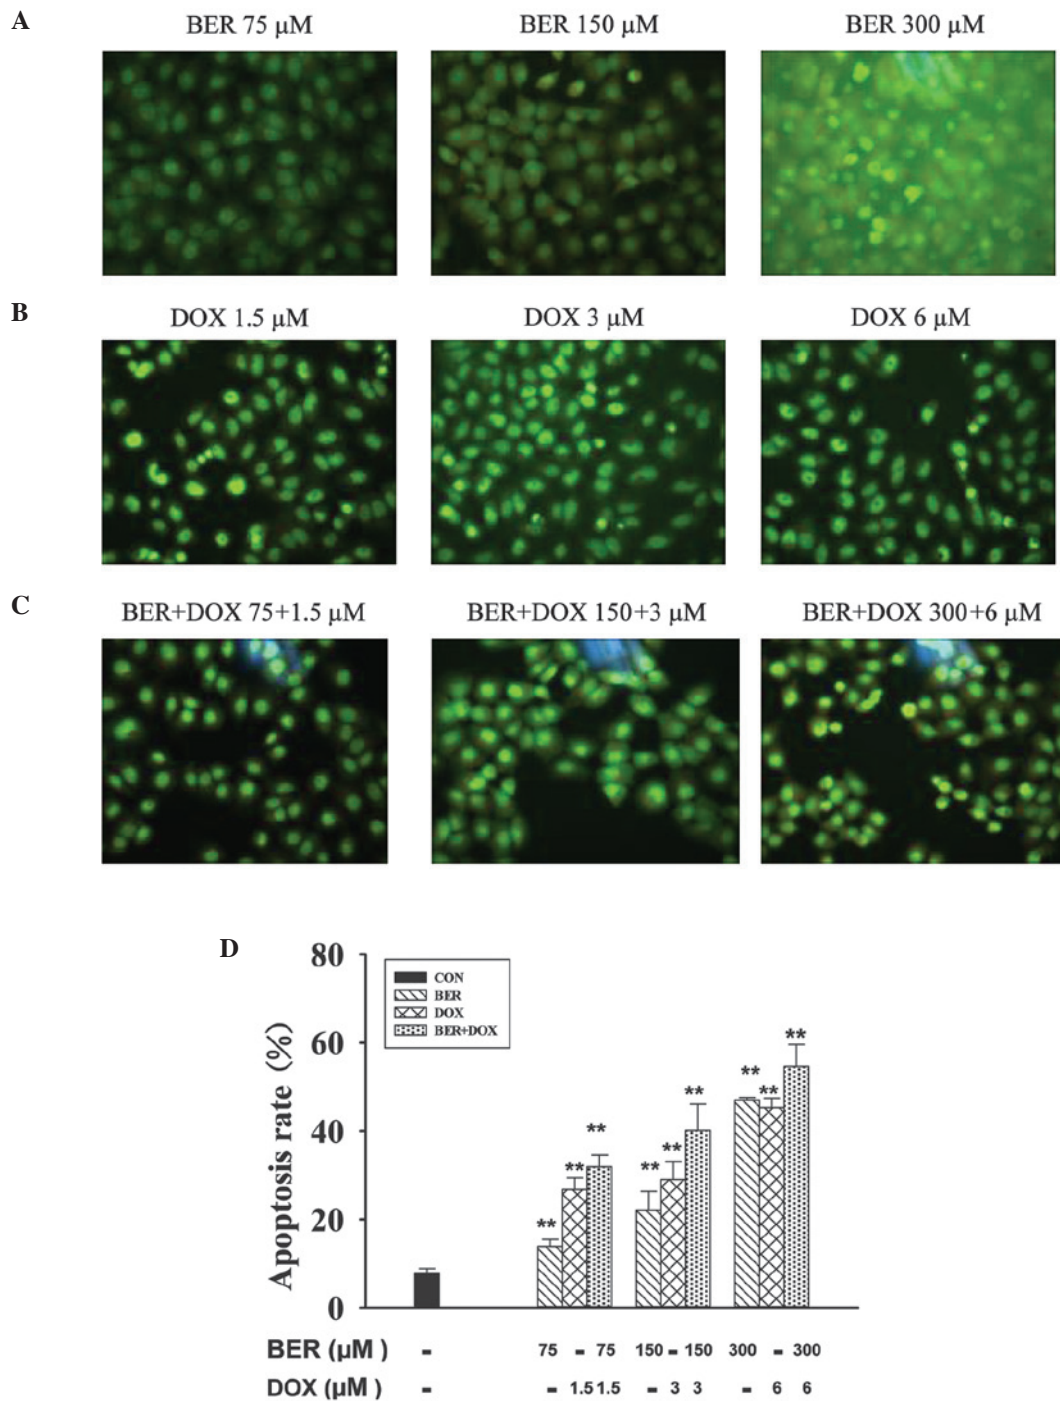 A
BER 75 µM BER 150 µM BER 300 µM
B
DOX 1.5 µM DOX 3 µM DOX 6 µM
C
BER+DOX 75+1.5 µM BER+DOX 150+3 µM BER+DOX 300+6 µM
D
Apoptosis rate (%)
80
60
40
20
0
CON
BER
DOX
BER+DOX
** ** **
** ** **
** ** **
BER (µM ) - 75 - 75 150 - 150 300 - 300
DOX (µM ) - - 1.5 1.5 - 3 3 - 6 6